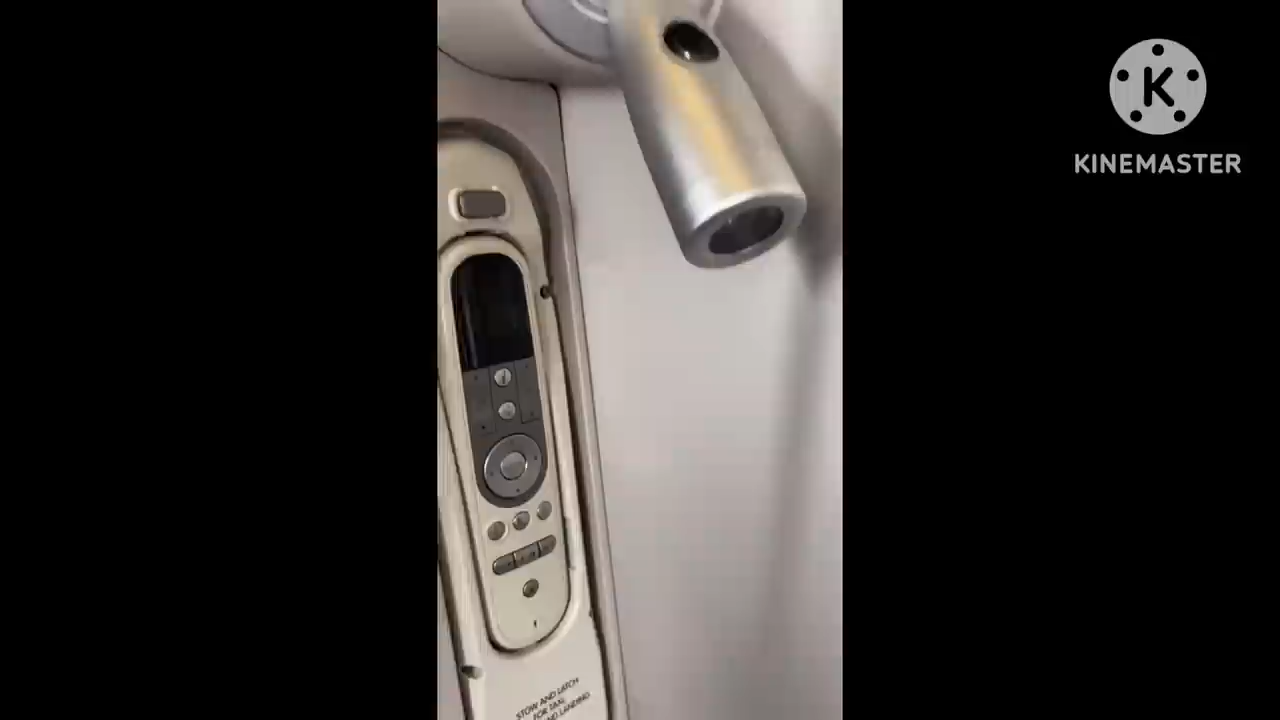 K
KINEMASTER
STOW AND LATCH
FOR TAXI,
AND LANDING